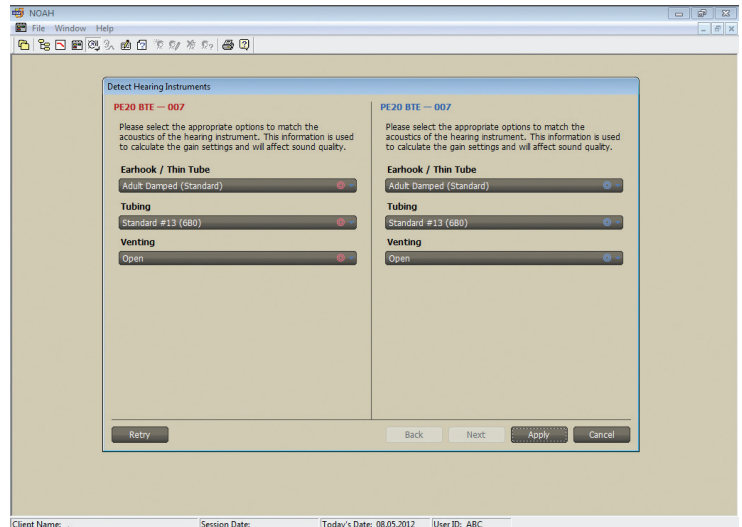 NOAH
File Window Help
Detect Hearing Instruments
PE20 BTE — 007
Please select the appropriate options to match the
acoustics of the hearing instrument. This information is used
to calculate the gain settings and will affect sound quality.
Earhook / Thin Tube
Adult Damped (Standard)
Tubing
Standard #13 (6B0)
Venting
Open
PE20 BTE — 007
Please select the appropriate options to match the
acoustics of the hearing instrument. This information is used
to calculate the gain settings and will affect sound quality.
Earhook / Thin Tube
Adult Damped (Standard)
Tubing
Standard #13 (6B0)
Venting
Open
Retry Back Next Apply Cancel
Client Name: Session Date: Today's Date: 08.05.2012 User ID: ABC